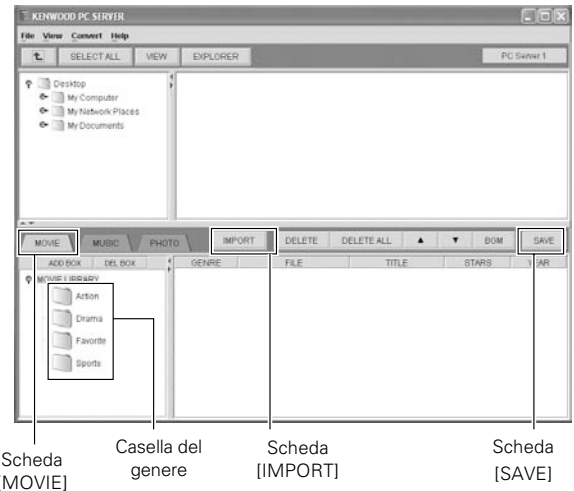 KENWOOD PC SERVER
File View Convert Help
SELECT ALL VIEW EXPLORER PC Server 1
Desktop
My Computer
My Network Places
My Documents
MOVIE MUSIC PHOTO IMPORT DELETE DELETE ALL ▲ ▼ BGM SAVE
ADD BOX DEL BOX GENRE FILE TITLE STARS YEAR
MOVIE LIBRARY
Action
Drama
Favorite
Sports
Scheda
[MOVIE]
Casella del
genere
Scheda
[IMPORT]
Scheda
[SAVE]